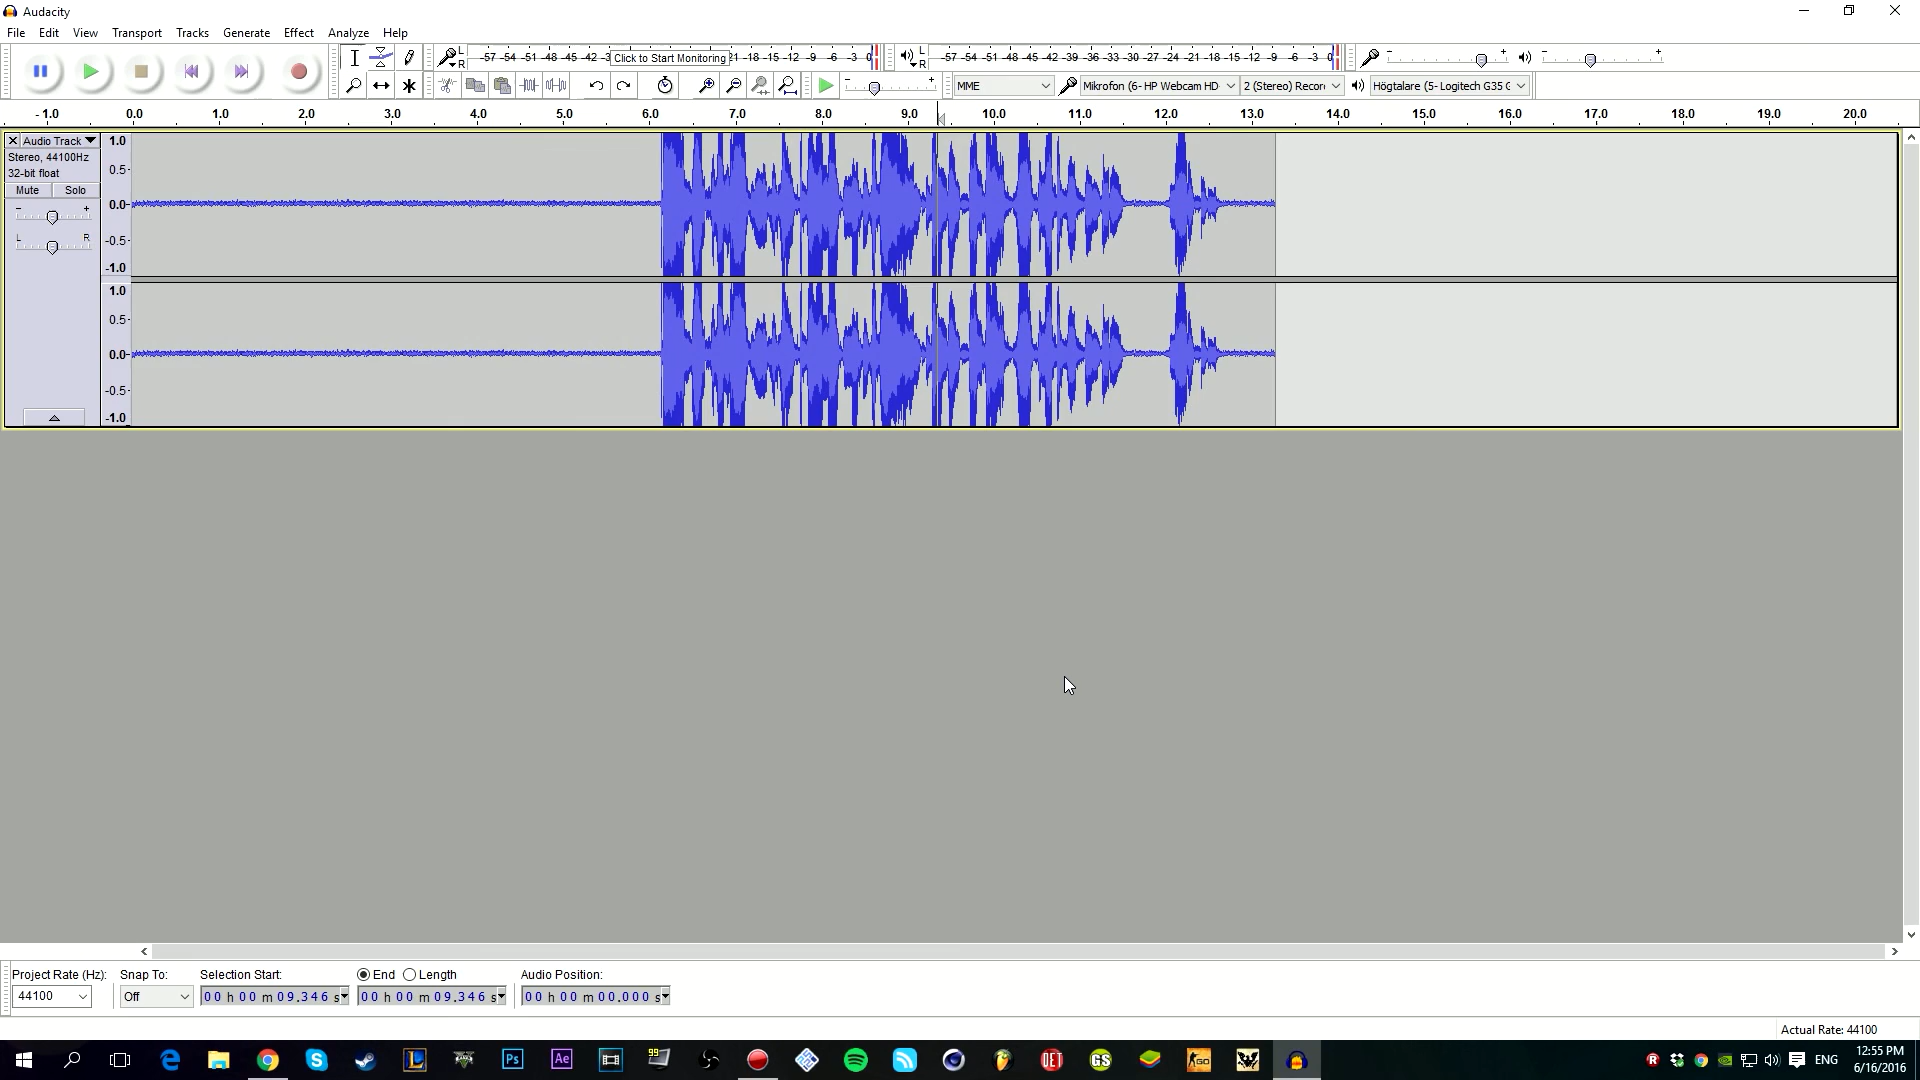 Audacity
File Edit View Transport Tracks Generate Effect Analyze Help
L R -57 -54 -51 -48 -45 -42 -3 Click to Start Monitoring 21 -18 -15 -12 -9 -6 -3 0 L R -57 -54 -51 -48 -45 -42 -39 -36 -33 -30 -27 -24 -21 -18 -15 -12 -9 -6 -3 0 - + - +
- + MME Mikrofon (6- HP Webcam HD 2 (Stereo) Recor Högtalare (5- Logitech G35 G
- 1.0 0.0 1.0 2.0 3.0 4.0 5.0 6.0 7.0 8.0 9.0 10.0 11.0 12.0 13.0 14.0 15.0 16.0 17.0 18.0 19.0 20.0
Audio Track 1.0
Stereo, 44100Hz 0.5-
32-bit float
Mute Solo
- + 0.0-
L R -0.5-
-1.0
1.0
0.5-
0.0-
-0.5-
-1.0
Project Rate (Hz): Snap To: Selection Start: End Length Audio Position:
44100 Off 00 h 00 m 09.346 s 00 h 00 m 09.346 s 00 h 00 m 00.000 s
Actual Rate: 44100
L Ps Ae 99 OET GS GO R ENG 12:55 PM
6/16/2016